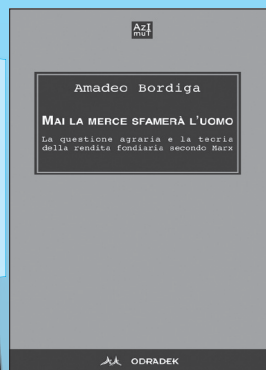 Azi
mut
Amadeo Bordiga
MAI LA MERCE SFAMERÀ L'UOMO
La questione agraria e la teoria
della rendita fondiaria secondo Marx
ODRADEK